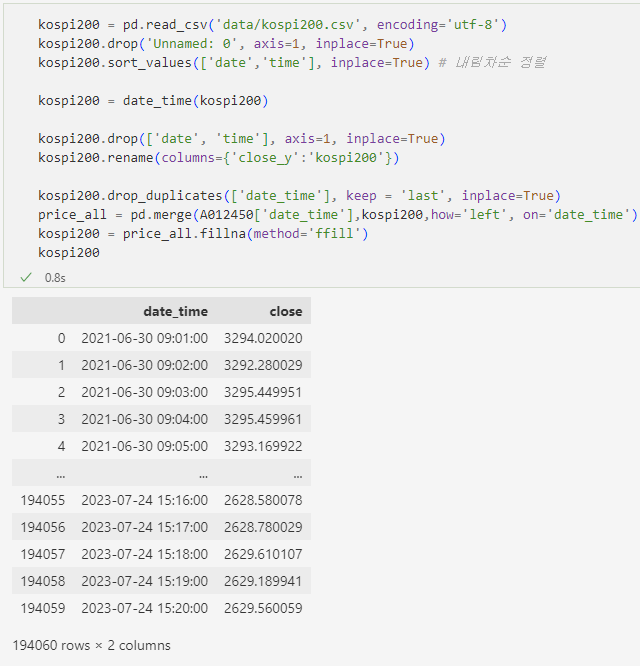 kospi200 = pd.read_csv('data/kospi200.csv', encoding='utf-8')
kospi200.drop('Unnamed: 0', axis=1, inplace=True)
kospi200.sort_values(['date','time'], inplace=True) # 내림차순 정렬
kospi200 = date_time(kospi200)
kospi200.drop(['date', 'time'], axis=1, inplace=True)
kospi200.rename(columns={'close_y':'kospi200'})
kospi200.drop_duplicates(['date_time'], keep = 'last', inplace=True)
price_all = pd.merge(A012450['date_time'],kospi200,how='left', on='date_time')
kospi200 = price_all.fillna(method='ffill')
kospi200
0.8s
date_time close
0 2021-06-30 09:01:00 3294.020020
1 2021-06-30 09:02:00 3292.280029
2 2021-06-30 09:03:00 3295.449951
3 2021-06-30 09:04:00 3295.459961
4 2021-06-30 09:05:00 3293.169922
... ... ...
194055 2023-07-24 15:16:00 2628.580078
194056 2023-07-24 15:17:00 2628.780029
194057 2023-07-24 15:18:00 2629.610107
194058 2023-07-24 15:19:00 2629.189941
194059 2023-07-24 15:20:00 2629.560059
194060 rows × 2 columns